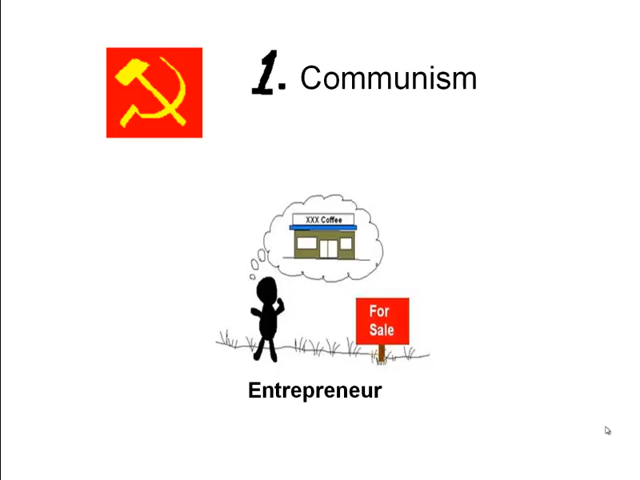 1. Communism
XXX Coffee
For
Sale
Entrepreneur